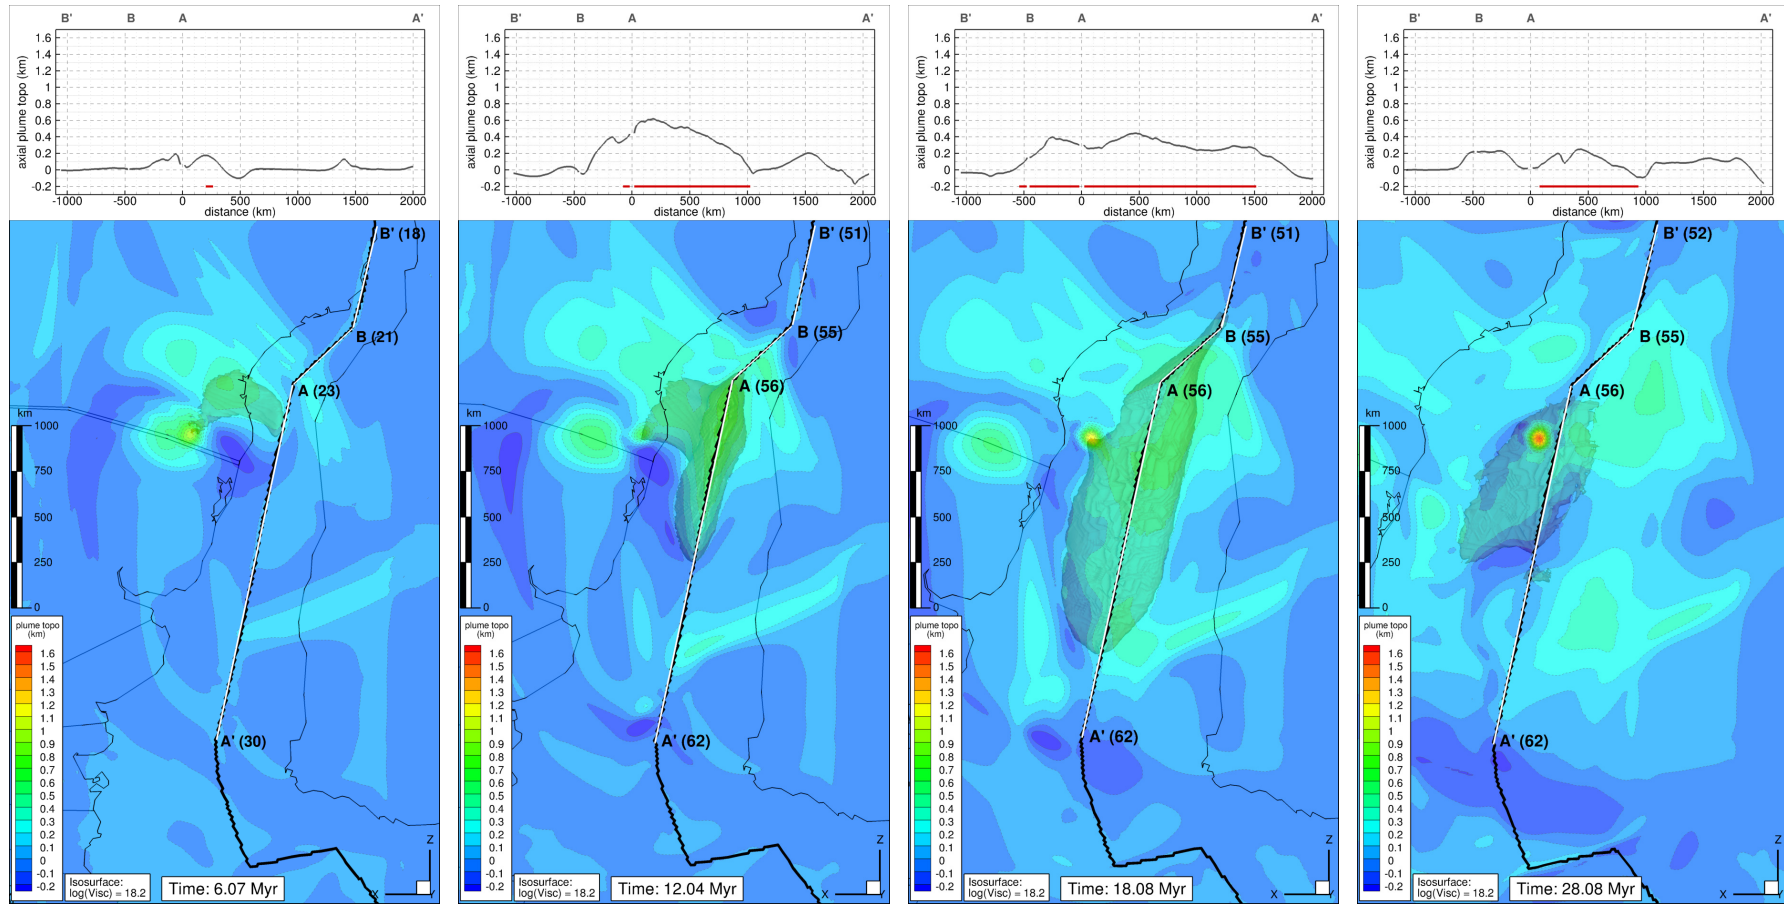 B' B A A'
1.6
1.4
1.2
1
0.8
0.6
0.4
0.2
0
-0.2
axial plume topo (km)
-1000 -500 0 500 1000 1500 2000
distance (km)
B' (18)
B (21)
A (23)
A' (30)
km
1000
750
500
250
0
plume topo
(km)
1.6
1.5
1.4
1.3
1.2
1.1
1
0.9
0.8
0.7
0.6
0.5
0.4
0.3
0.2
0.1
0
-0.1
-0.2
Isosurface:
log(Visc) = 18.2
Time: 6.07 Myr
Z
X
Y
B' B A A'
1.6
1.4
1.2
1
0.8
0.6
0.4
0.2
0
-0.2
axial plume topo (km)
-1000 -500 0 500 1000 1500 2000
distance (km)
B' (51)
B (55)
A (56)
A' (62)
km
1000
750
500
250
0
plume topo
(km)
1.6
1.5
1.4
1.3
1.2
1.1
1
0.9
0.8
0.7
0.6
0.5
0.4
0.3
0.2
0.1
0
-0.1
-0.2
Isosurface:
log(Visc) = 18.2
Time: 12.04 Myr
Z
X
Y
B' B A A'
1.6
1.4
1.2
1
0.8
0.6
0.4
0.2
0
-0.2
axial plume topo (km)
-1000 -500 0 500 1000 1500 2000
distance (km)
B' (51)
B (55)
A (56)
A' (62)
km
1000
750
500
250
0
plume topo
(km)
1.6
1.5
1.4
1.3
1.2
1.1
1
0.9
0.8
0.7
0.6
0.5
0.4
0.3
0.2
0.1
0
-0.1
-0.2
Isosurface:
log(Visc) = 18.2
Time: 18.08 Myr
Z
X
Y
B' B A A'
1.6
1.4
1.2
1
0.8
0.6
0.4
0.2
0
-0.2
axial plume topo (km)
-1000 -500 0 500 1000 1500 2000
distance (km)
B' (52)
B (55)
A (56)
A' (62)
km
1000
750
500
250
0
plume topo
(km)
1.6
1.5
1.4
1.3
1.2
1.1
1
0.9
0.8
0.7
0.6
0.5
0.4
0.3
0.2
0.1
0
-0.1
-0.2
Isosurface:
log(Visc) = 18.2
Time: 28.08 Myr
Z
X
Y